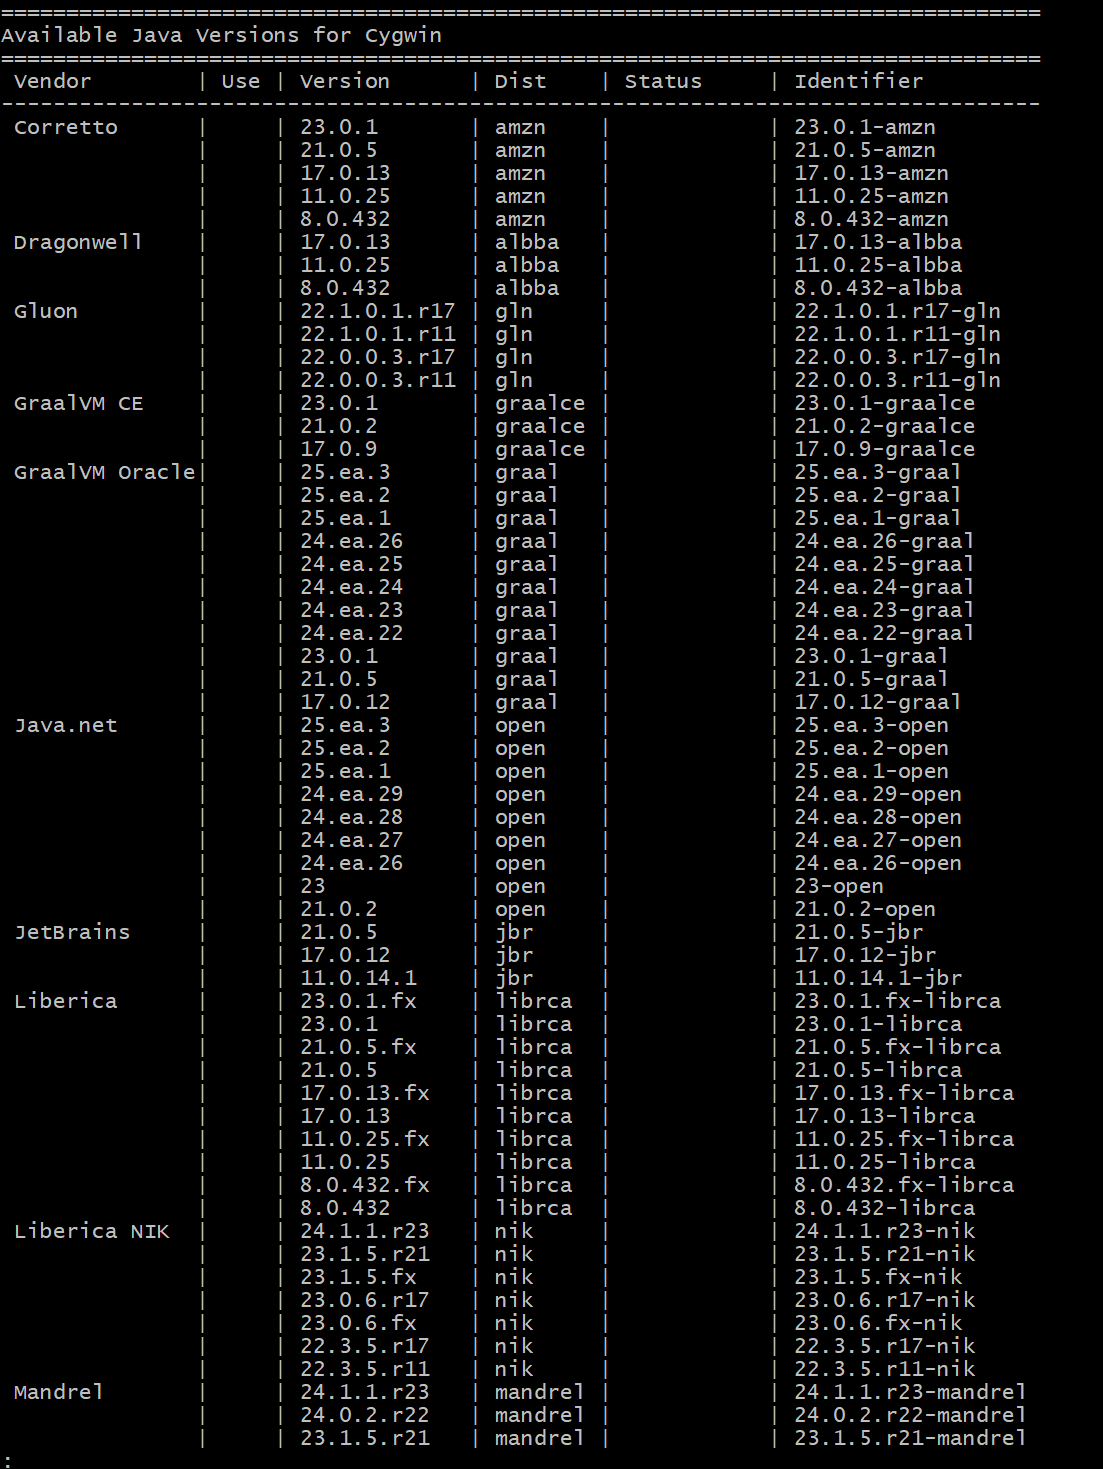 ================================================================================
Available Java Versions for Cygwin
================================================================================
 Vendor        | Use | Version      | Dist    | Status     | Identifier
--------------------------------------------------------------------------------
 Corretto      |     | 23.0.1       | amzn    |            | 23.0.1-amzn
               |     | 21.0.5       | amzn    |            | 21.0.5-amzn
               |     | 17.0.13      | amzn    |            | 17.0.13-amzn
               |     | 11.0.25      | amzn    |            | 11.0.25-amzn
               |     | 8.0.432      | amzn    |            | 8.0.432-amzn
 Dragonwell    |     | 17.0.13      | albba   |            | 17.0.13-albba
               |     | 11.0.25      | albba   |            | 11.0.25-albba
               |     | 8.0.432      | albba   |            | 8.0.432-albba
 Gluon         |     | 22.1.0.1.r17 | gln     |            | 22.1.0.1.r17-gln
               |     | 22.1.0.1.r11 | gln     |            | 22.1.0.1.r11-gln
               |     | 22.0.0.3.r17 | gln     |            | 22.0.0.3.r17-gln
               |     | 22.0.0.3.r11 | gln     |            | 22.0.0.3.r11-gln
 GraalVM CE    |     | 23.0.1       | graalce |            | 23.0.1-graalce
               |     | 21.0.2       | graalce |            | 21.0.2-graalce
               |     | 17.0.9       | graalce |            | 17.0.9-graalce
 GraalVM Oracle|     | 25.ea.3      | graal   |            | 25.ea.3-graal
               |     | 25.ea.2      | graal   |            | 25.ea.2-graal
               |     | 25.ea.1      | graal   |            | 25.ea.1-graal
               |     | 24.ea.26     | graal   |            | 24.ea.26-graal
               |     | 24.ea.25     | graal   |            | 24.ea.25-graal
               |     | 24.ea.24     | graal   |            | 24.ea.24-graal
               |     | 24.ea.23     | graal   |            | 24.ea.23-graal
               |     | 24.ea.22     | graal   |            | 24.ea.22-graal
               |     | 23.0.1       | graal   |            | 23.0.1-graal
               |     | 21.0.5       | graal   |            | 21.0.5-graal
               |     | 17.0.12      | graal   |            | 17.0.12-graal
 Java.net      |     | 25.ea.3      | open    |            | 25.ea.3-open
               |     | 25.ea.2      | open    |            | 25.ea.2-open
               |     | 25.ea.1      | open    |            | 25.ea.1-open
               |     | 24.ea.29     | open    |            | 24.ea.29-open
               |     | 24.ea.28     | open    |            | 24.ea.28-open
               |     | 24.ea.27     | open    |            | 24.ea.27-open
               |     | 24.ea.26     | open    |            | 24.ea.26-open
               |     | 23           | open    |            | 23-open
               |     | 21.0.2       | open    |            | 21.0.2-open
 JetBrains     |     | 21.0.5       | jbr     |            | 21.0.5-jbr
               |     | 17.0.12      | jbr     |            | 17.0.12-jbr
               |     | 11.0.14.1    | jbr     |            | 11.0.14.1-jbr
 Liberica      |     | 23.0.1.fx    | librca  |            | 23.0.1.fx-librca
               |     | 23.0.1       | librca  |            | 23.0.1-librca
               |     | 21.0.5.fx    | librca  |            | 21.0.5.fx-librca
               |     | 21.0.5       | librca  |            | 21.0.5-librca
               |     | 17.0.13.fx   | librca  |            | 17.0.13.fx-librca
               |     | 17.0.13      | librca  |            | 17.0.13-librca
               |     | 11.0.25.fx   | librca  |            | 11.0.25.fx-librca
               |     | 11.0.25      | librca  |            | 11.0.25-librca
               |     | 8.0.432.fx   | librca  |            | 8.0.432.fx-librca
               |     | 8.0.432      | librca  |            | 8.0.432-librca
 Liberica NIK  |     | 24.1.1.r23   | nik     |            | 24.1.1.r23-nik
               |     | 23.1.5.r21   | nik     |            | 23.1.5.r21-nik
               |     | 23.1.5.fx    | nik     |            | 23.1.5.fx-nik
               |     | 23.0.6.r17   | nik     |            | 23.0.6.r17-nik
               |     | 23.0.6.fx    | nik     |            | 23.0.6.fx-nik
               |     | 22.3.5.r17   | nik     |            | 22.3.5.r17-nik
               |     | 22.3.5.r11   | nik     |            | 22.3.5.r11-nik
 Mandrel       |     | 24.1.1.r23   | mandrel |            | 24.1.1.r23-mandrel
               |     | 24.0.2.r22   | mandrel |            | 24.0.2.r22-mandrel
               |     | 23.1.5.r21   | mandrel |            | 23.1.5.r21-mandrel
: